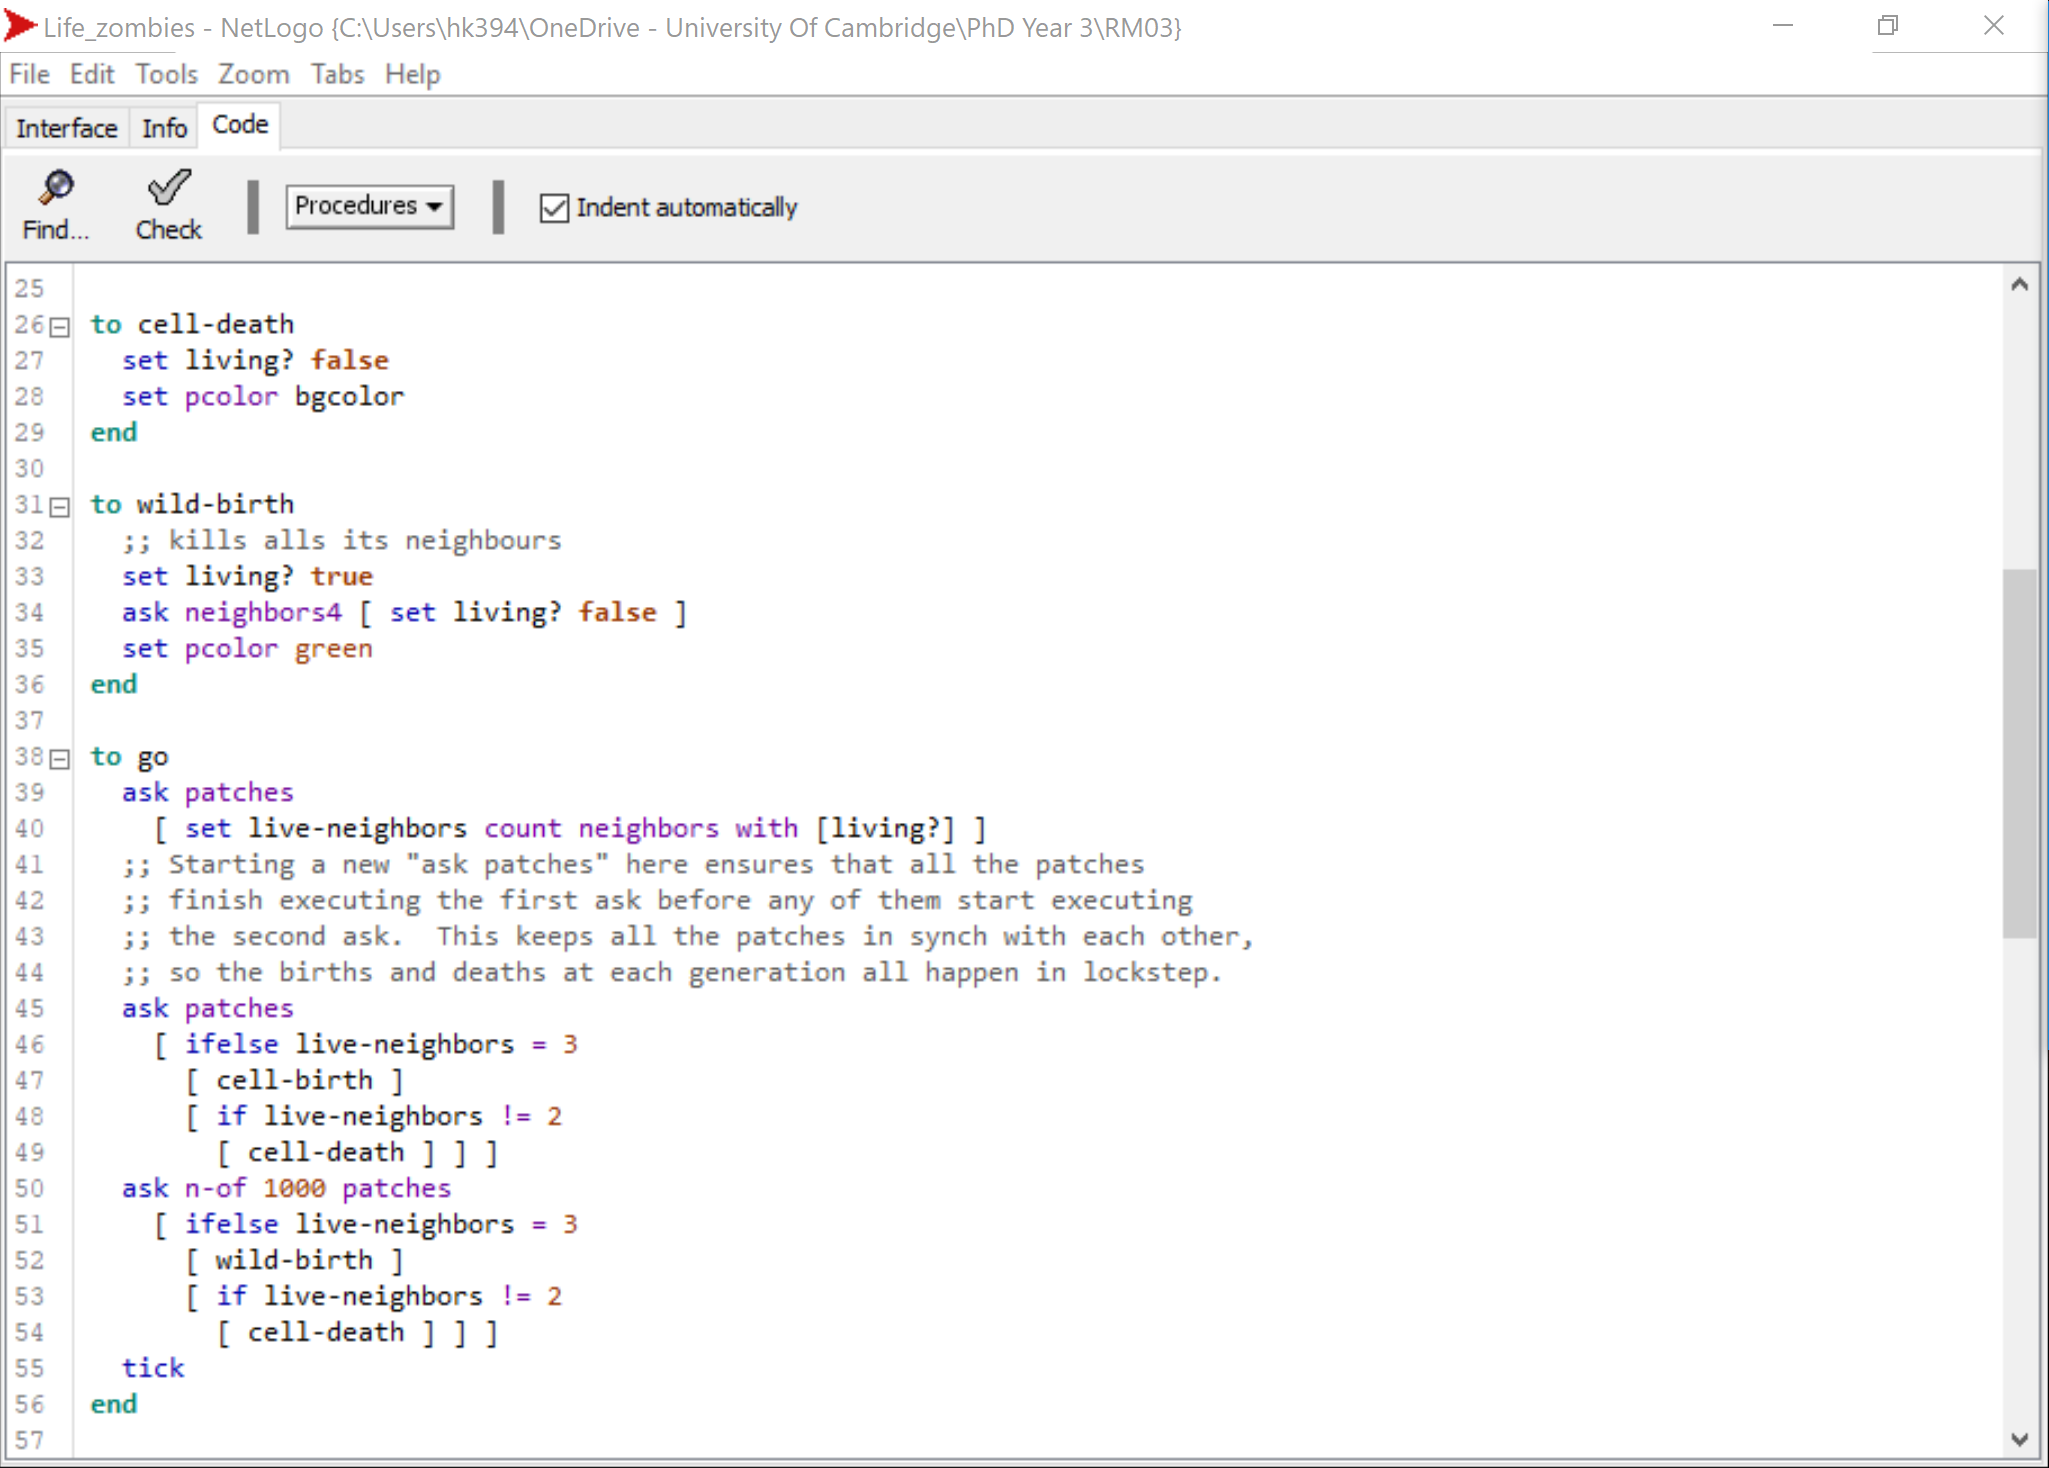 Life_zombies - NetLogo {C:\Users\hk394\OneDrive - University Of Cambridge\PhD Year 3\RM03}
File Edit Tools Zoom Tabs Help
Interface Info Code
Find... Check Procedures Indent automatically
25
26 to cell-death
27 set living? false
28 set pcolor bgcolor
29 end
30
31 to wild-birth
32 ;; kills alls its neighbours
33 set living? true
34 ask neighbors4 [ set living? false ]
35 set pcolor green
36 end
37
38 to go
39 ask patches
40 [ set live-neighbors count neighbors with [living?] ]
41 ;; Starting a new "ask patches" here ensures that all the patches
42 ;; finish executing the first ask before any of them start executing
43 ;; the second ask.  This keeps all the patches in synch with each other,
44 ;; so the births and deaths at each generation all happen in lockstep.
45 ask patches
46 [ ifelse live-neighbors = 3
47 [ cell-birth ]
48 [ if live-neighbors != 2
49 [ cell-death ] ] ]
50 ask n-of 1000 patches
51 [ ifelse live-neighbors = 3
52 [ wild-birth ]
53 [ if live-neighbors != 2
54 [ cell-death ] ] ]
55 tick
56 end
57